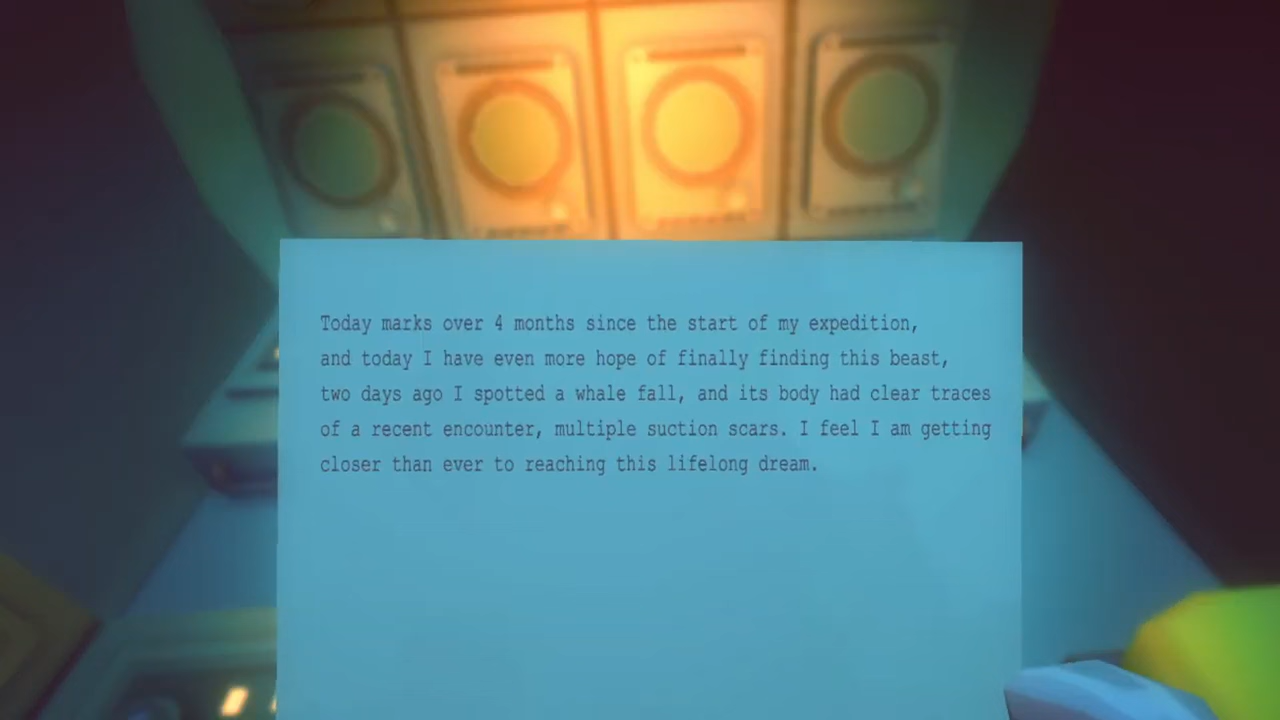 Today marks over 4 months since the start of my expedition,
and today I have even more hope of finally finding this beast,
two days ago I spotted a whale fall, and its body had clear traces
of a recent encounter, multiple suction scars. I feel I am getting
closer than ever to reaching this lifelong dream.